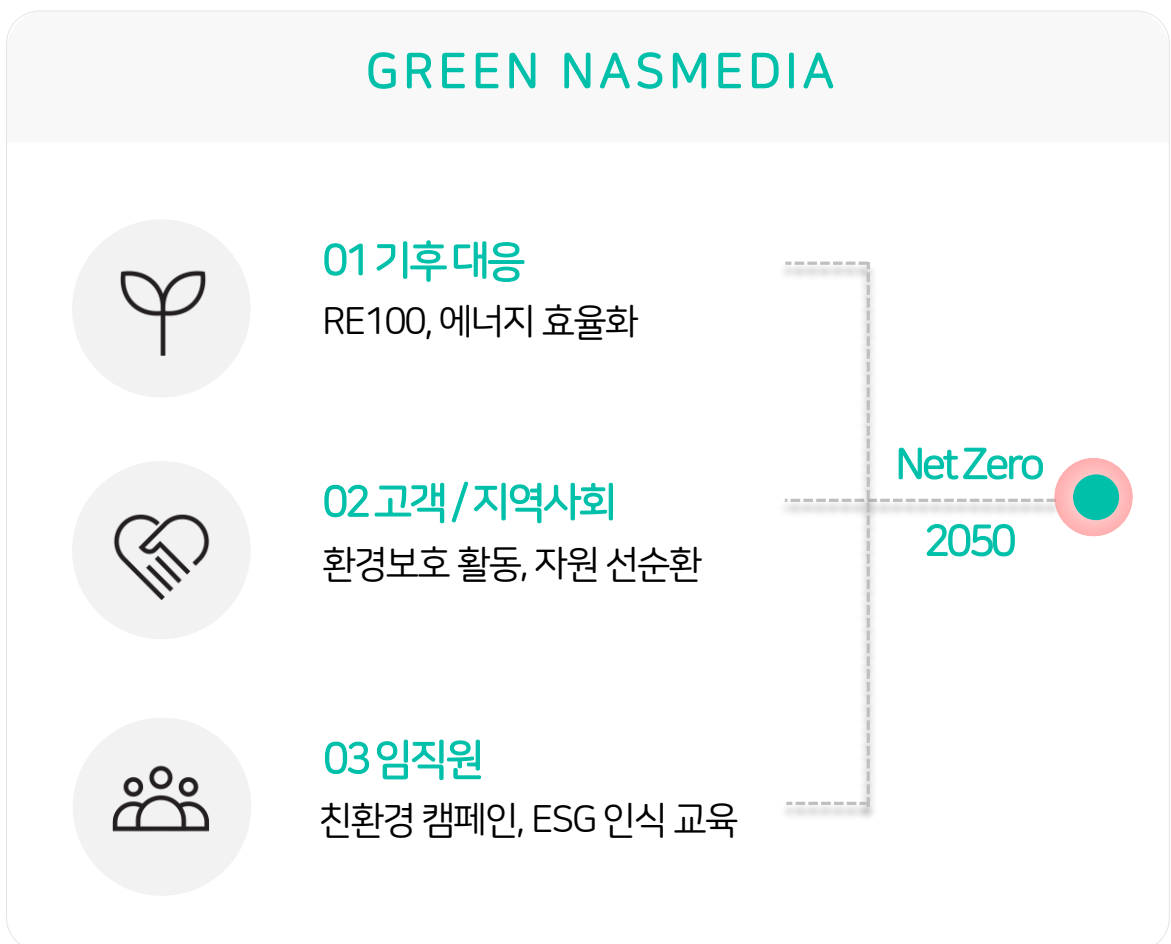 GREEN NASMEDIA
01 기후 대응
RE100, 에너지 효율화
02 고객 / 지역사회
환경보호 활동, 자원 선순환
03 임직원
친환경 캠페인, ESG 인식 교육
Net Zero
2050